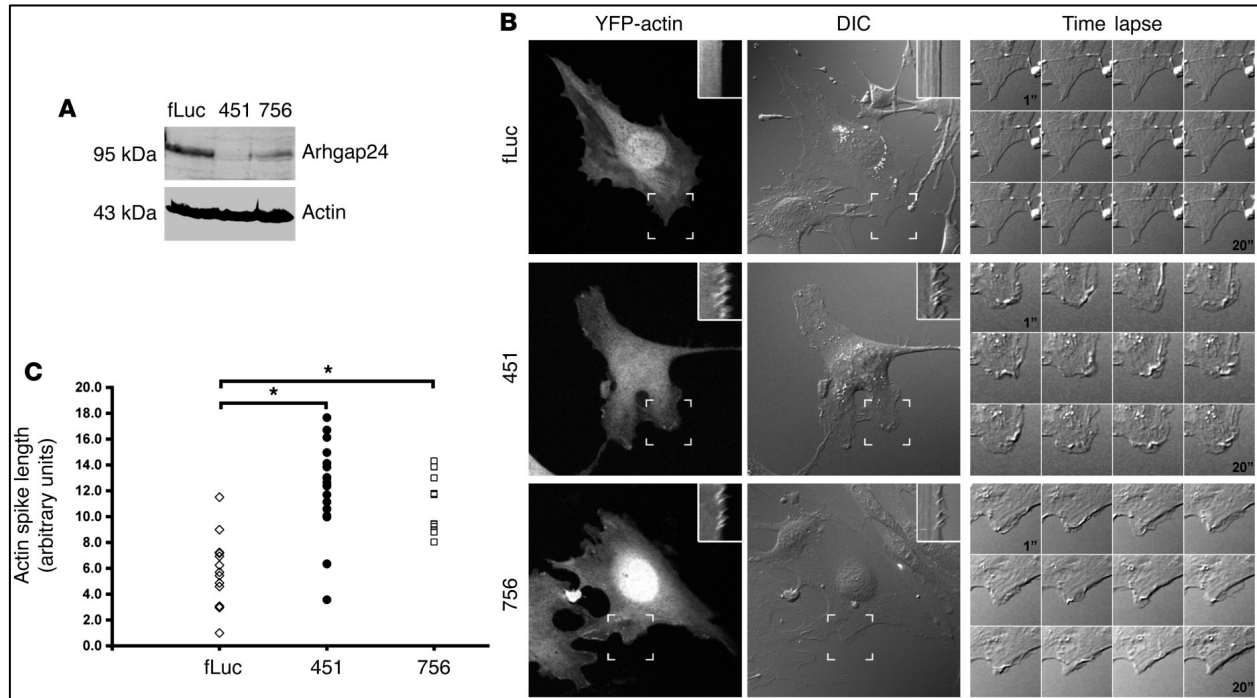 A
fLuc 451 756
95 kDa Arhgap24
43 kDa Actin
B
YFP-actin DIC Time lapse
fLuc
1”
20”
451
1”
20”
756
1”
20”
C
Actin spike length
(arbitrary units)
*
*
20.0
18.0
16.0
14.0
12.0
10.0
8.0
6.0
4.0
2.0
0.0
fLuc 451 756